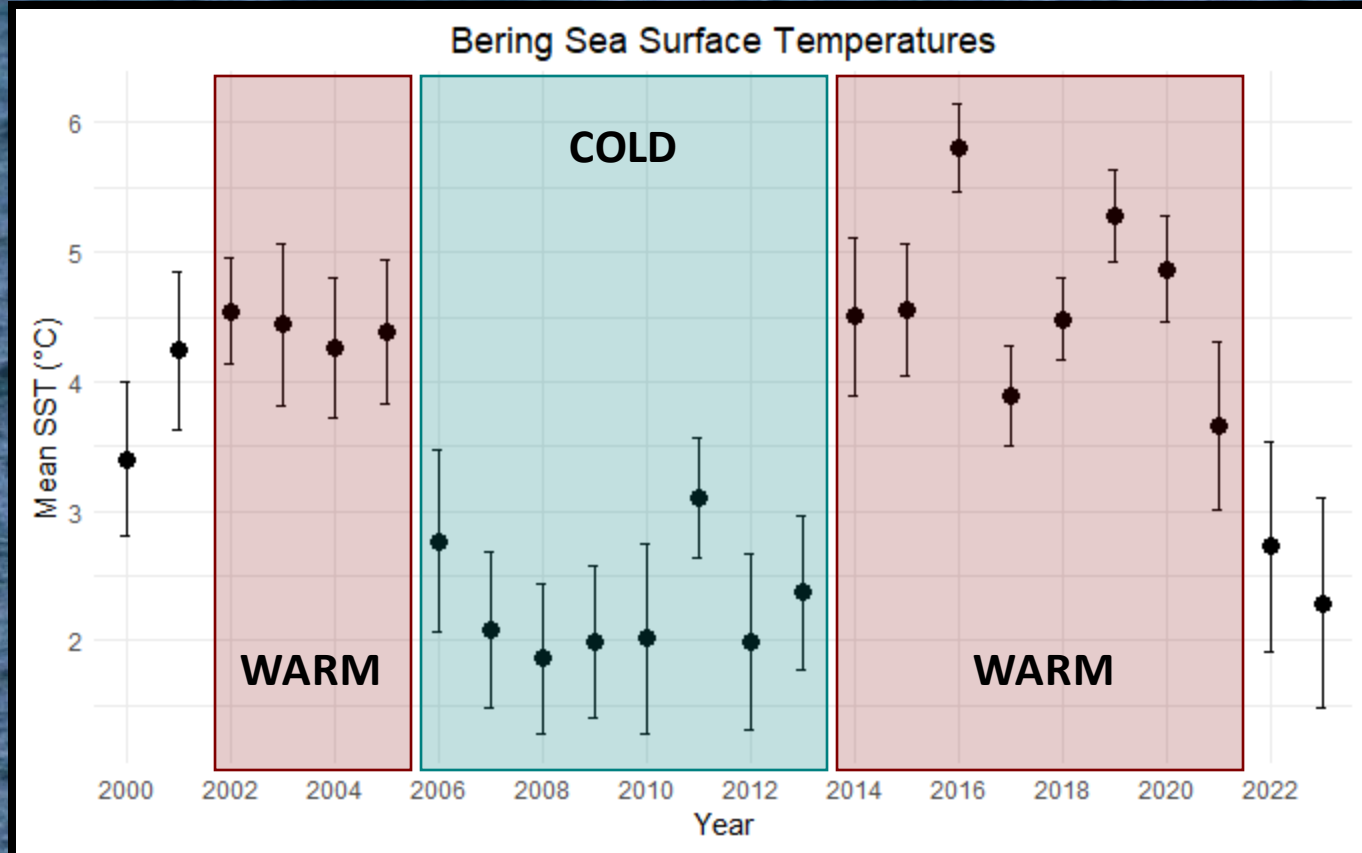 Bering Sea Surface Temperatures
COLD
WARM
WARM
6
5
4
3
2
Mean SST (°C)
2000 2002 2004 2006 2008 2010 2012 2014 2016 2018 2020 2022
Year